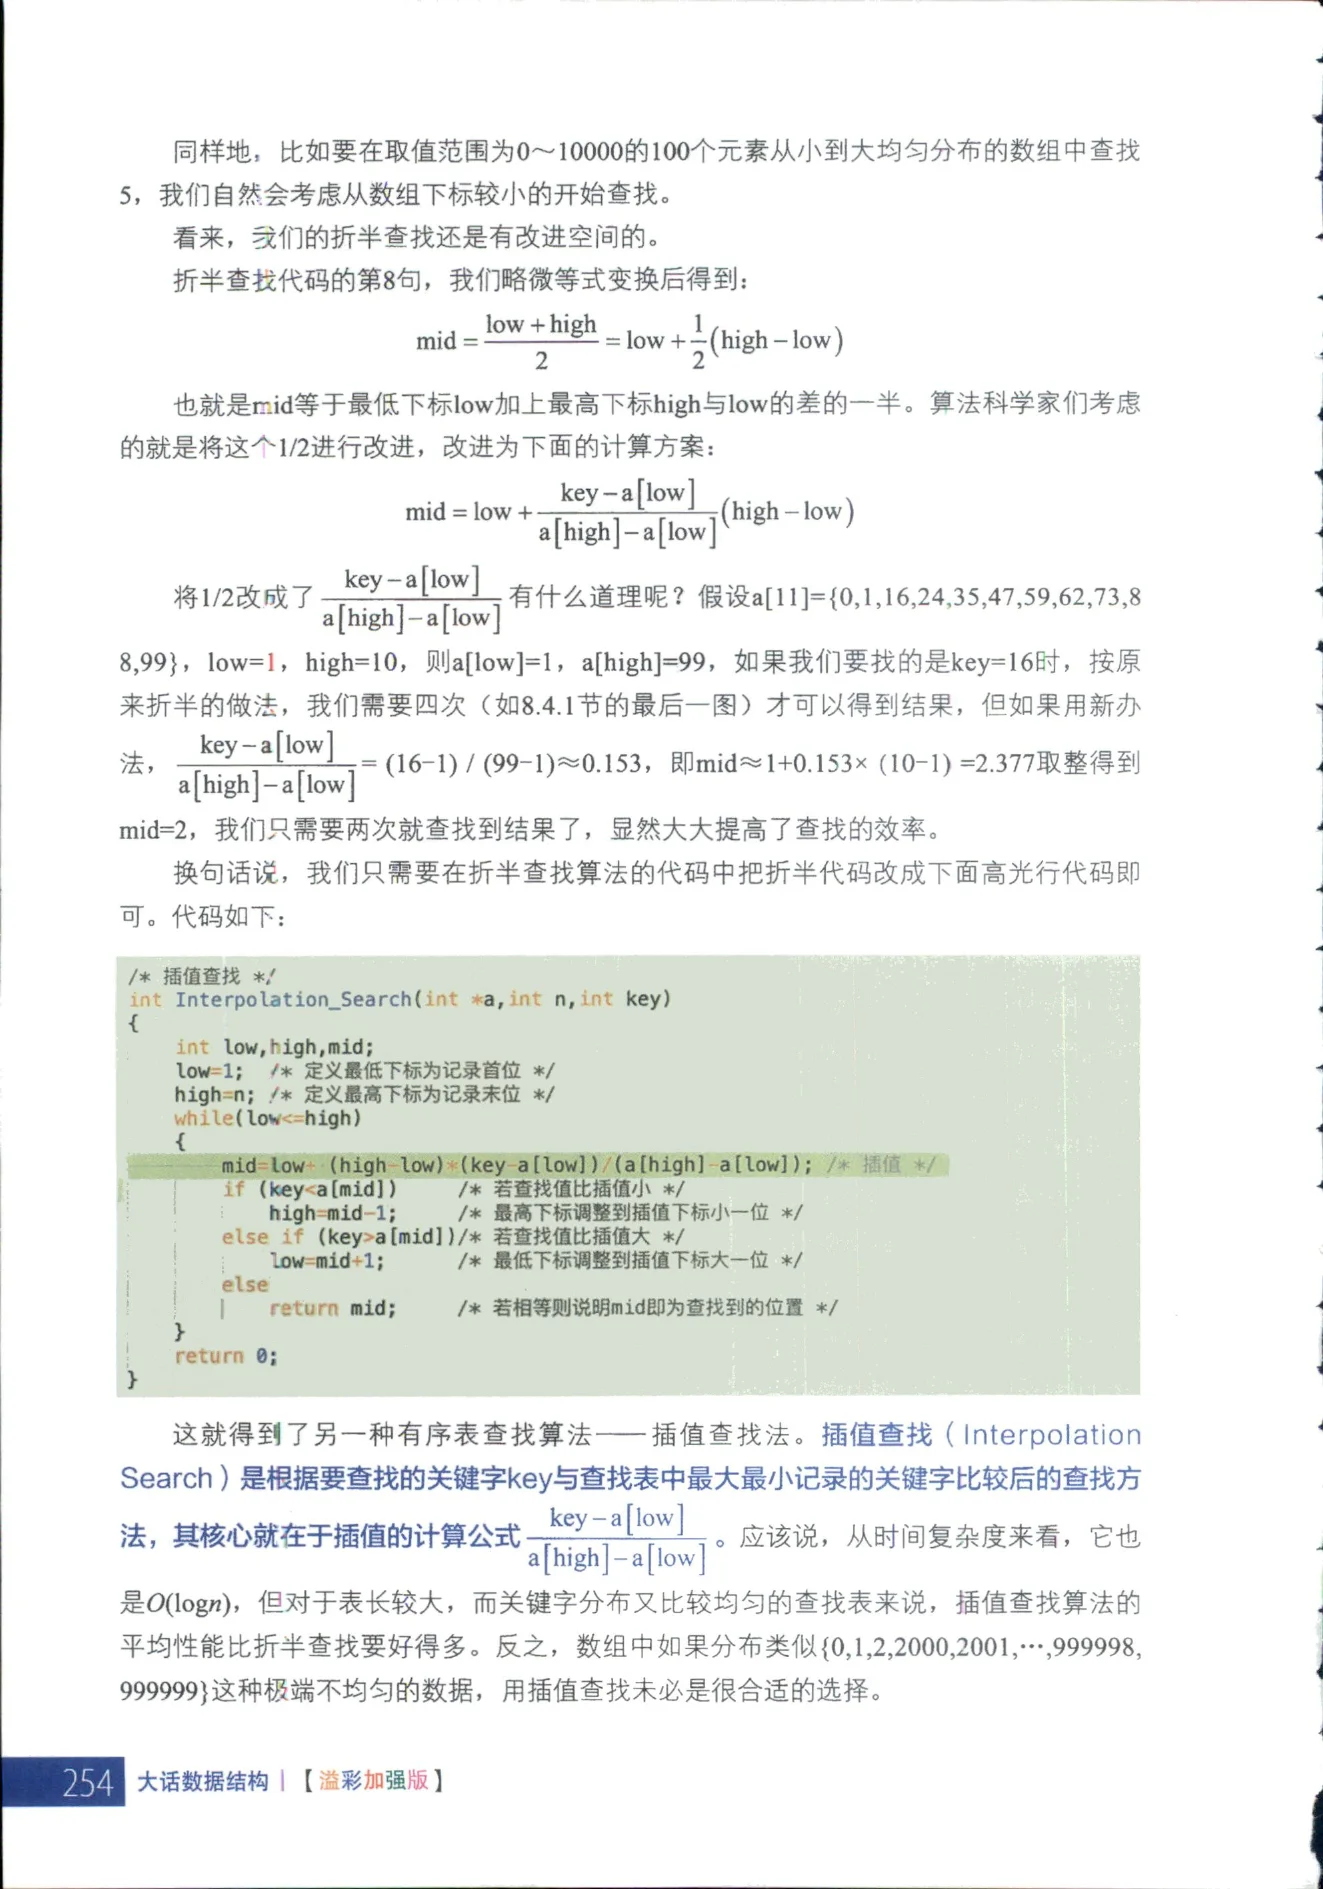 同样地，比如要在取值范围为0～10000的100个元素从小到大均匀分布的数组中查找
5，我们自然会考虑从数组下标较小的开始查找。
看来，我们的折半查找还是有改进空间的。
折半查找代码的第8句，我们略微等式变换后得到：
mid = (low + high)/2 = low + 1/2(high − low)
也就是mid等于最低下标low加上最高下标high与low的差的一半。算法科学家们考虑
的就是将这个1/2进行改进，改进为下面的计算方案：
mid = low + (key − a[low])/(a[high] − a[low])(high − low)
将1/2改成了 (key − a[low])/(a[high] − a[low]) 有什么道理呢？假设a[11]={0,1,16,24,35,47,59,62,73,8
8,99}，low=1，high=10，则a[low]=1，a[high]=99，如果我们要找的是key=16时，按原
来折半的做法，我们需要四次（如8.4.1节的最后一图）才可以得到结果，但如果用新办
法，(key − a[low])/(a[high] − a[low]) = (16−1) / (99−1)≈0.153，即mid≈1+0.153×（10−1）=2.377取整得到
mid=2，我们只需要两次就查找到结果了，显然大大提高了查找的效率。
换句话说，我们只需要在折半查找算法的代码中把折半代码改成下面高光行代码即
可。代码如下：
/* 插值查找 */
int Interpolation_Search(int *a,int n,int key)
{
int low,high,mid;
low=1; /* 定义最低下标为记录首位 */
high=n; /* 定义最高下标为记录末位 */
while(low<=high)
{
mid=low+ (high-low)*(key-a[low])/(a[high]-a[low]); /* 插值 */
if (key<a[mid]) /* 若查找值比插值小 */
high=mid-1; /* 最高下标调整到插值下标小一位 */
else if (key>a[mid])/* 若查找值比插值大 */
low=mid+1; /* 最低下标调整到插值下标大一位 */
else
return mid; /* 若相等则说明mid即为查找到的位置 */
}
return 0;
}
这就得到了另一种有序表查找算法——插值查找法。插值查找（Interpolation
Search）是根据要查找的关键字key与查找表中最大最小记录的关键字比较后的查找方
法，其核心就在于插值的计算公式 (key − a[low])/(a[high] − a[low]) 。应该说，从时间复杂度来看，它也
是O(logn)，但对于表长较大，而关键字分布又比较均匀的查找表来说，插值查找算法的
平均性能比折半查找要好得多。反之，数组中如果分布类似{0,1,2,2000,2001,…,999998,
999999}这种极端不均匀的数据，用插值查找未必是很合适的选择。
254 大话数据结构 | 【溢彩加强版】